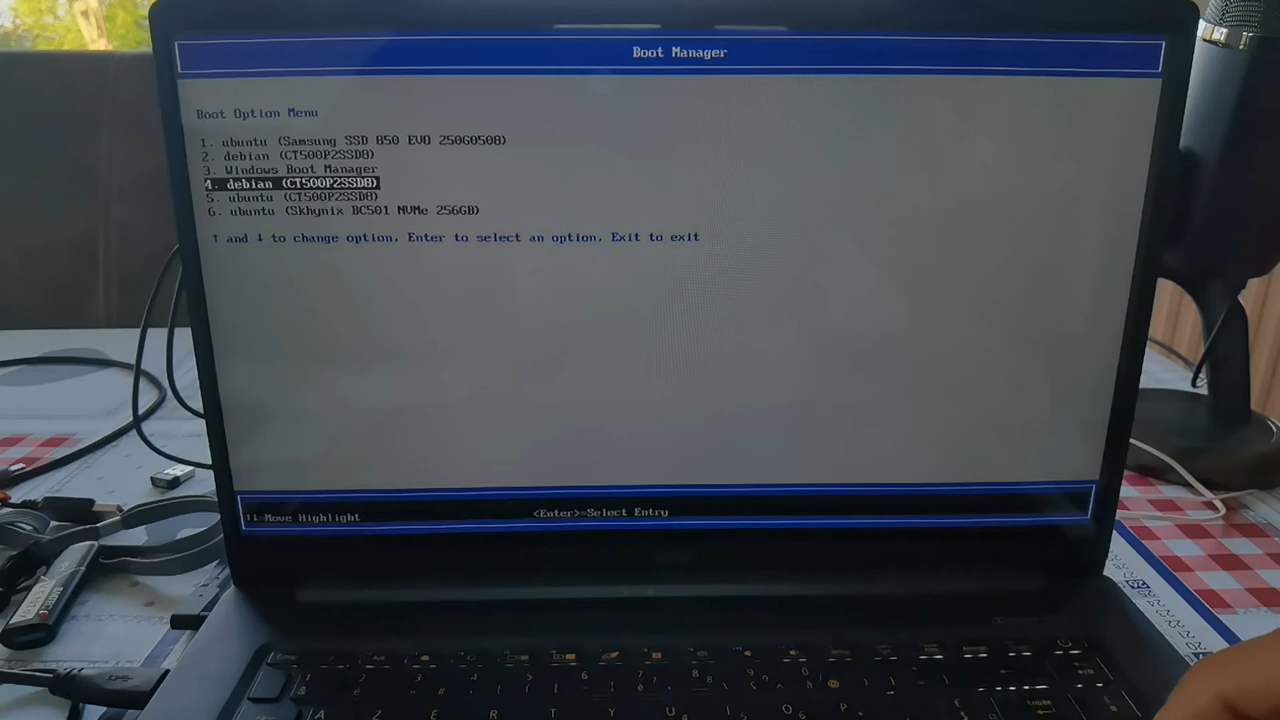 Boot Manager
Boot Option Menu
1. ubuntu (Samsung SSD 850 EVO 250G0508)
2. debian (CT500P2SSD8)
3. Windows Boot Manager
4. debian (CT500P2SSD8)
5. ubuntu (CT500P2SSD8)
6. ubuntu (Skhynix BC501 NVMe 256GB)
↑ and ↓ to change option, Enter to select an option, Exit to exit
↑↓=Move Highlight
<Enter>=Select Entry
A Z E R T Y U I O P